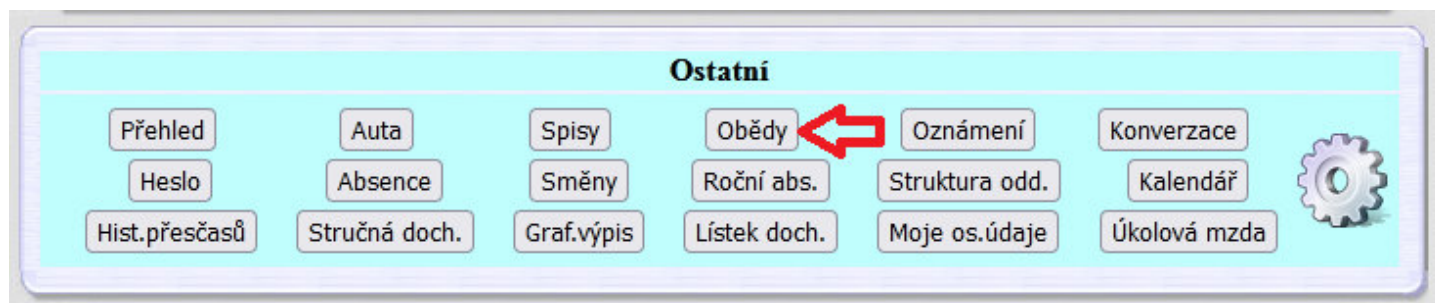 Ostatní
Přehled Auta Spisy Obědy Oznámení Konverzace
Heslo Absence Směny Roční abs. Struktura odd. Kalendář
Hist.přesčasů Stručná doch. Graf.výpis Lístek doch. Moje os.údaje Úkolová mzda